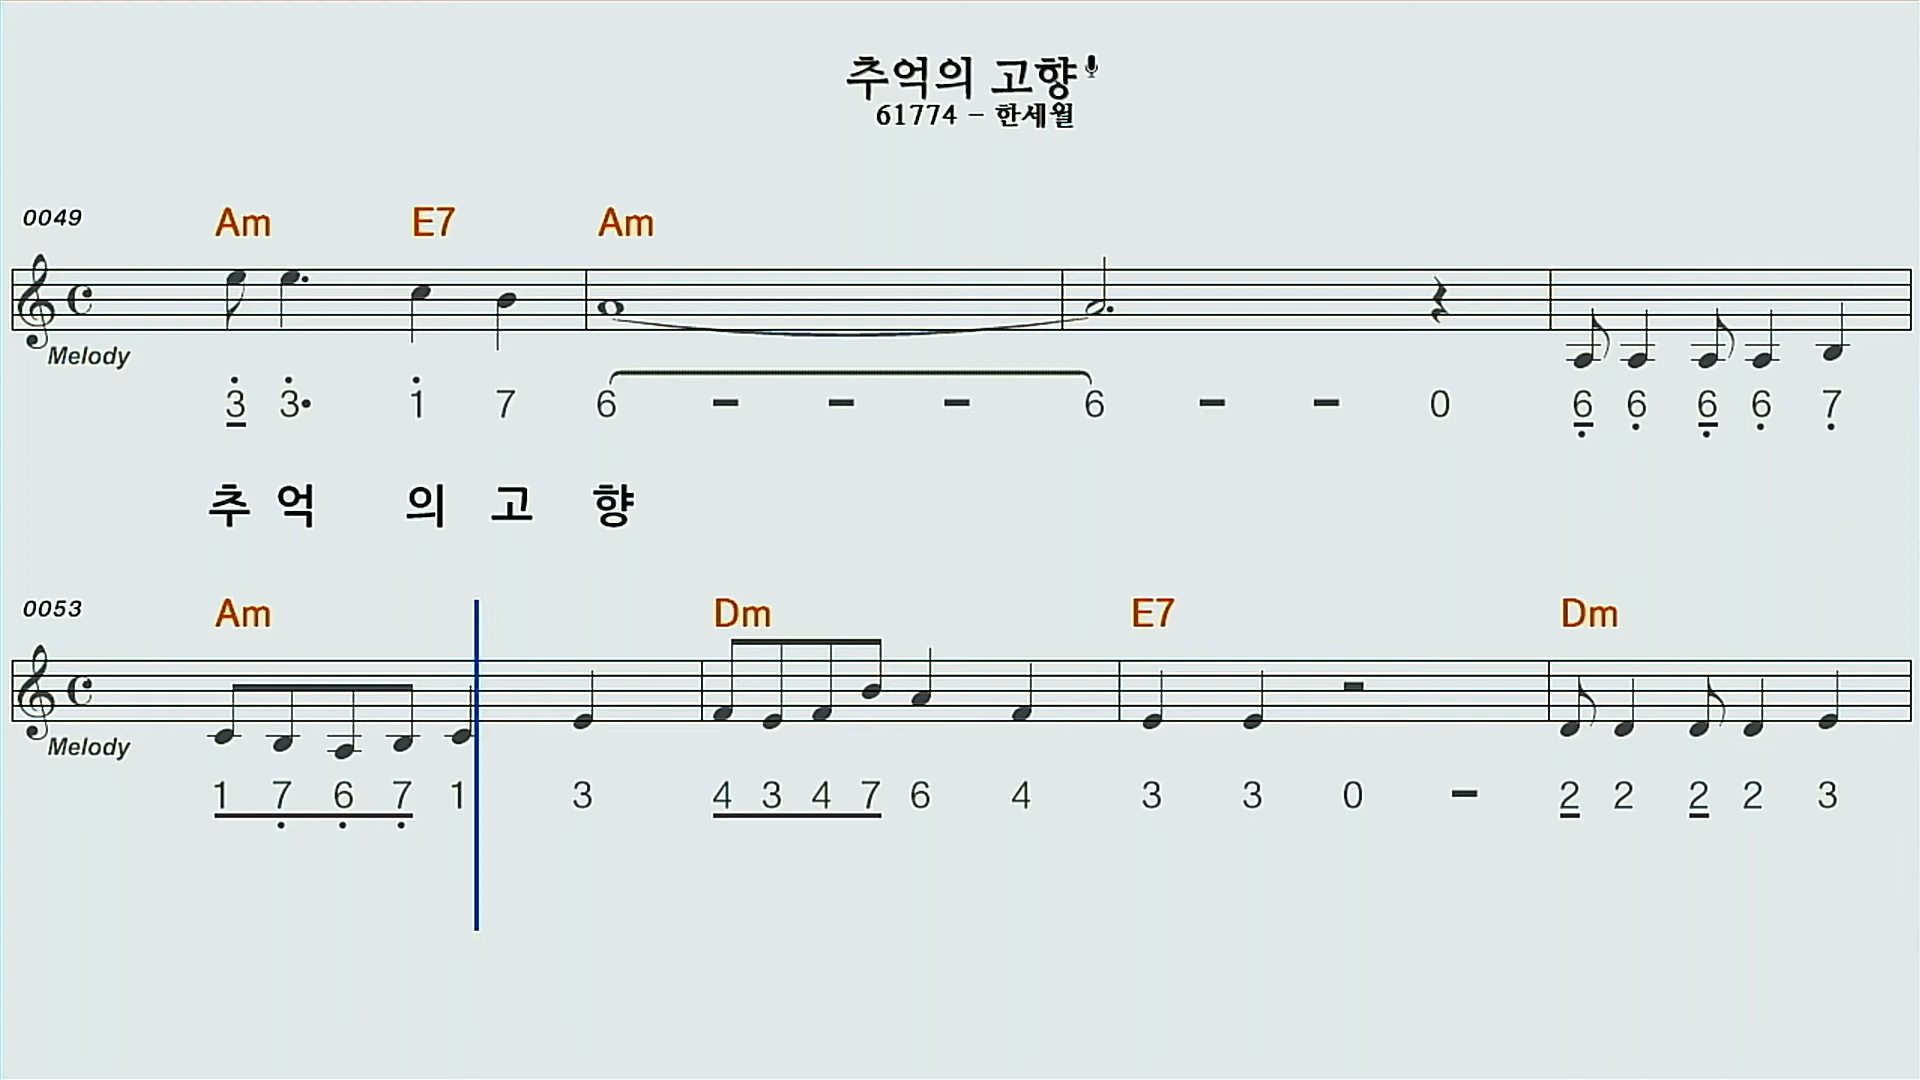 추억의 고향
61774 - 한세월
0049 Am E7 Am
Melody
3 3• 1 7 6 - - - 6 - - 0 6 6 6 6 7
추 억 의 고 향
0053 Am Dm E7 Dm
Melody
1 7 6 7 1 3 4 3 4 7 6 4 3 3 0 - 2 2 2 2 3